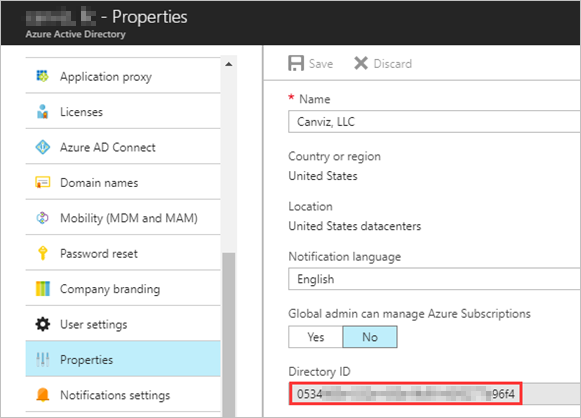 - Properties
Azure Active Directory
Application proxy
Licenses
Azure AD Connect
Domain names
Mobility (MDM and MAM)
Password reset
Company branding
User settings
Properties
Notifications settings
Save Discard
* Name
Canviz, LLC
Country or region
United States
Location
United States datacenters
Notification language
English
Global admin can manage Azure Subscriptions
Yes No
Directory ID
0534 96f4